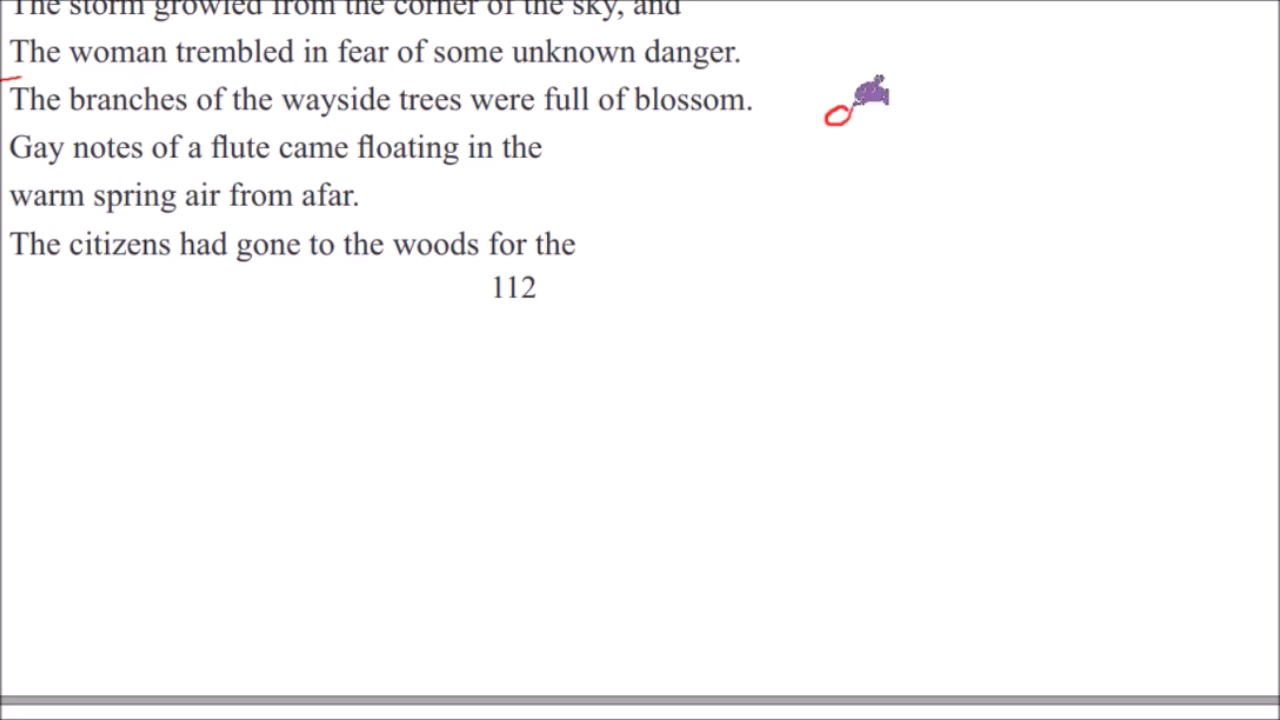 The storm growled from the corner of the sky, and
The woman trembled in fear of some unknown danger.
The branches of the wayside trees were full of blossom.
Gay notes of a flute came floating in the
warm spring air from afar.
The citizens had gone to the woods for the
112